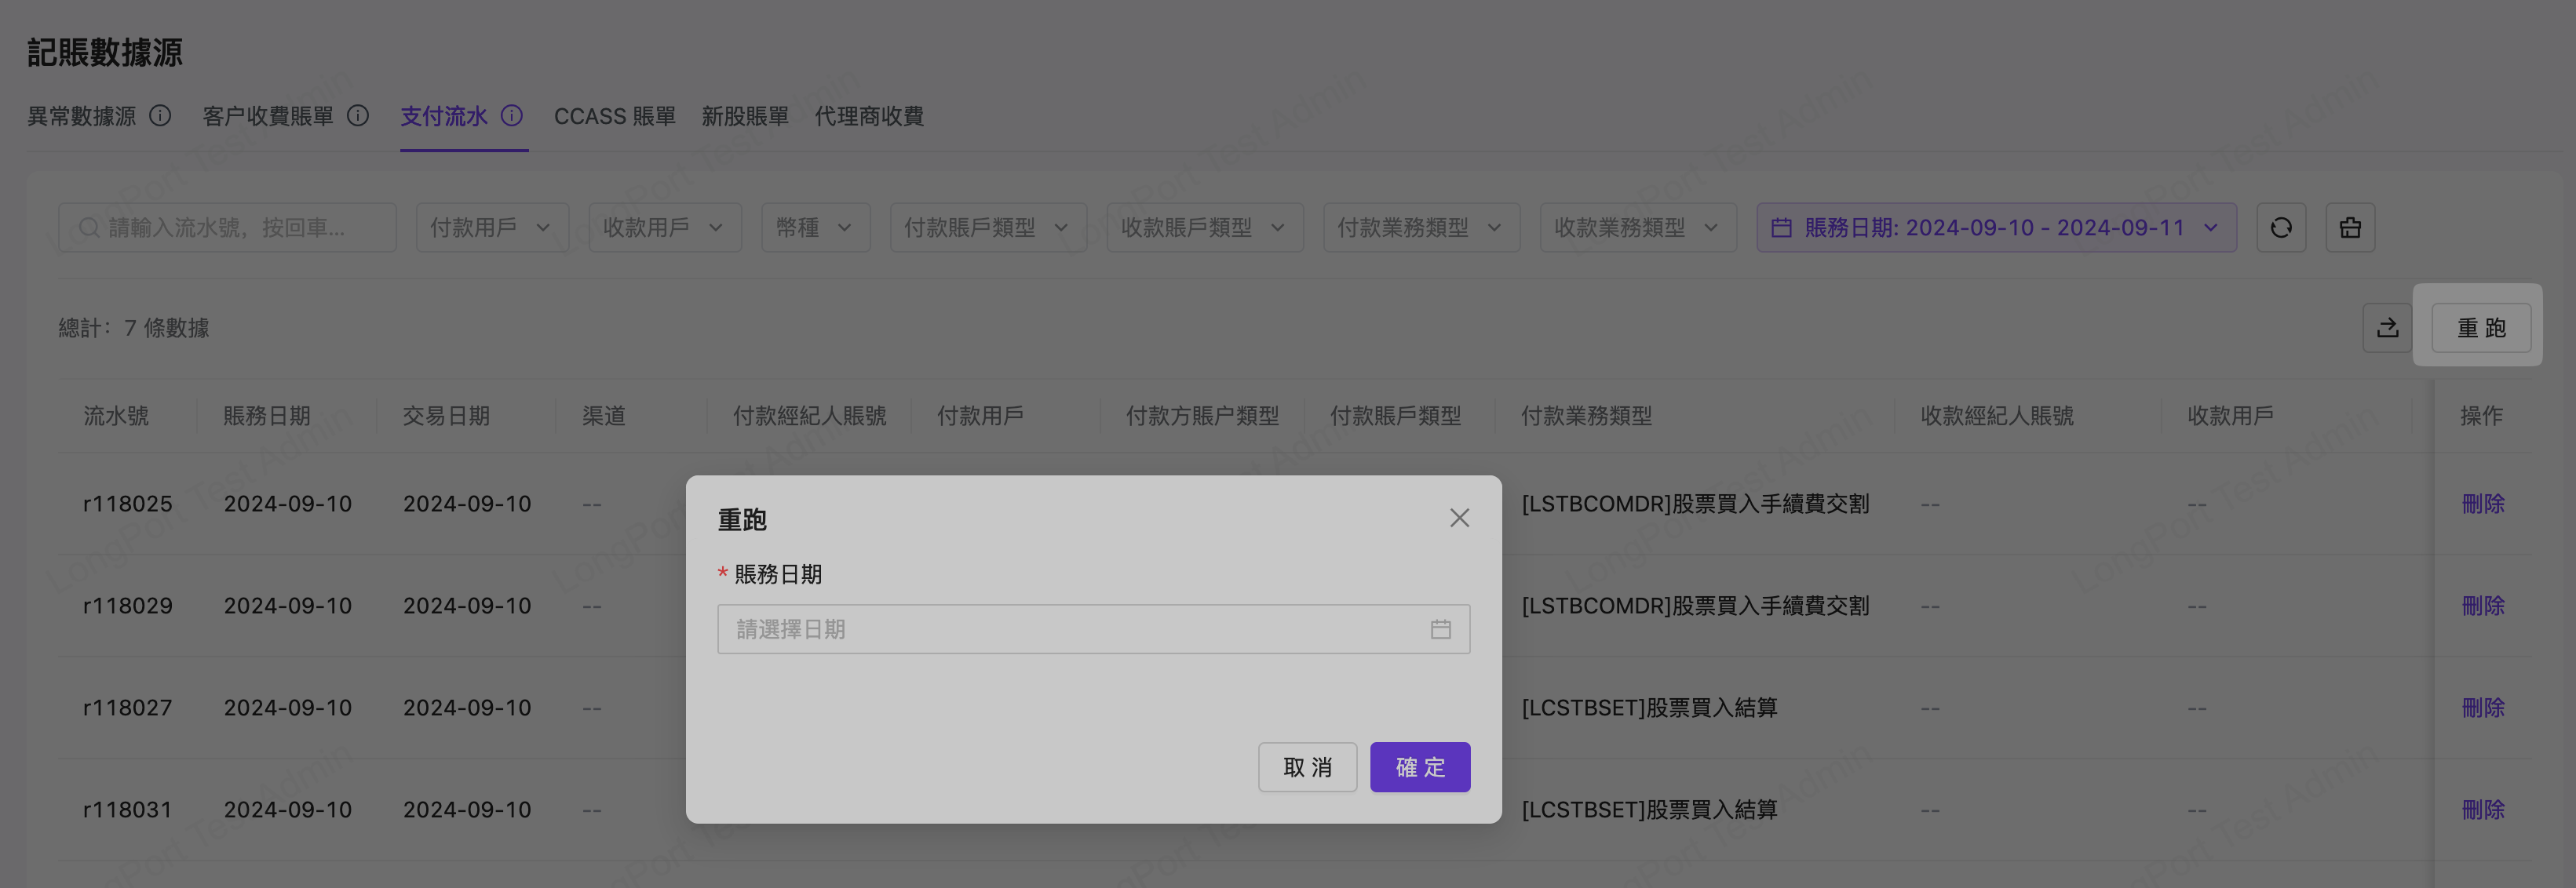 記賬數據源
異常數據源 客户收費賬單 支付流水 CCASS 賬單 新股賬單 代理商收費
請輸入流水號，按回車... 付款用戶 收款用戶 幣種 付款賬戶類型 收款賬戶類型 付款業務類型 收款業務類型 賬務日期: 2024-09-10 - 2024-09-11
總計：7 條數據 重 跑
流水號 賬務日期 交易日期 渠道 付款經紀人賬號 付款用戶 付款方賬户類型 付款賬戶類型 付款業務類型 收款經紀人賬號 收款用戶 操作
r118025 2024-09-10 2024-09-10 -- [LSTBCOMDR]股票買入手續費交割 -- -- 刪除
r118029 2024-09-10 2024-09-10 -- [LSTBCOMDR]股票買入手續費交割 -- -- 刪除
r118027 2024-09-10 2024-09-10 -- [LCSTBSET]股票買入結算 -- -- 刪除
r118031 2024-09-10 2024-09-10 -- [LCSTBSET]股票買入結算 -- -- 刪除
重跑
* 賬務日期
請選擇日期
取 消 確 定
LongPort Test Admin